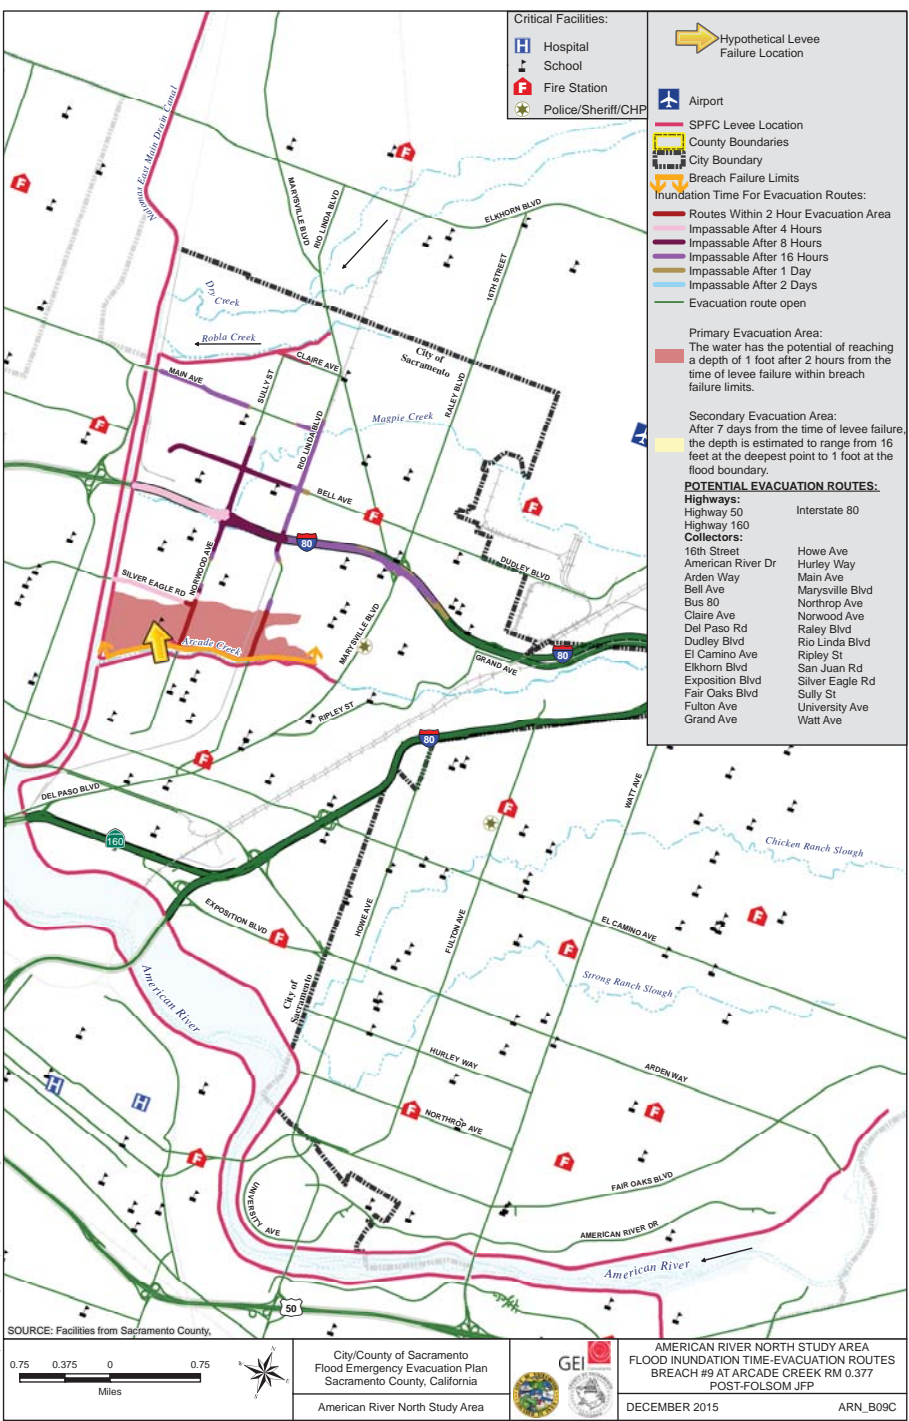 Critical Facilities:
Hospital
School
Fire Station
Police/Sheriff/CHP
Hypothetical Levee
Failure Location
Airport
SPFC Levee Location
County Boundaries
City Boundary
Breach Failure Limits
Inundation Time For Evacuation Routes:
Routes Within 2 Hour Evacuation Area
Impassable After 4 Hours
Impassable After 8 Hours
Impassable After 16 Hours
Impassable After 1 Day
Impassable After 2 Days
Evacuation route open
Primary Evacuation Area:
The water has the potential of reaching
a depth of 1 foot after 2 hours from the
time of levee failure within breach
failure limits.
Secondary Evacuation Area:
After 7 days from the time of levee failure,
the depth is estimated to range from 16
feet at the deepest point to 1 foot at the
flood boundary.
POTENTIAL EVACUATION ROUTES:
Highways:
Highway 50
Highway 160
Interstate 80
Collectors:
16th Street
American River Dr
Arden Way
Bell Ave
Bus 80
Claire Ave
Del Paso Rd
Dudley Blvd
El Camino Ave
Elkhorn Blvd
Exposition Blvd
Fair Oaks Blvd
Fulton Ave
Grand Ave
Howe Ave
Hurley Way
Main Ave
Marysville Blvd
Northrop Ave
Norwood Ave
Raley Blvd
Rio Linda Blvd
Ripley St
San Juan Rd
Silver Eagle Rd
Sully St
University Ave
Watt Ave
Natomas East Main Drain Canal
MARYSVILLE BLVD
RIO LINDA BLVD
ELKHORN BLVD
16TH STREET
Dry
Creek
Robla Creek
City of
Sacramento
CLAIRE AVE
MAIN AVE
SULLY ST
RIO LINDA BLVD
RALEY BLVD
Magpie Creek
BELL AVE
80
DUDLEY BLVD
NORWOOD AVE
SILVER EAGLE RD
Arcade Creek
MARYSVILLE BLVD
80
GRAND AVE
RIPLEY ST
80
DEL PASO BLVD
WATT AVE
160
Chicken Ranch Slough
EXPOSITION BLVD
HOWE AVE
FULTON AVE
EL CAMINO AVE
American River
City of
Sacramento
Strong Ranch Slough
HURLEY WAY
ARDEN WAY
NORTHROP AVE
FAIR OAKS BLVD
UNIVERSITY AVE
AMERICAN RIVER DR
American River
50
SOURCE: Facilities from Sacramento County,
0.75 0.375 0 0.75
Miles
N
E
S
W
City/County of Sacramento
Flood Emergency Evacuation Plan
Sacramento County, California
American River North Study Area
GEI
AMERICAN RIVER NORTH STUDY AREA
FLOOD INUNDATION TIME-EVACUATION ROUTES
BREACH #9 AT ARCADE CREEK RM 0.377
POST-FOLSOM JFP
DECEMBER 2015 ARN_B09C